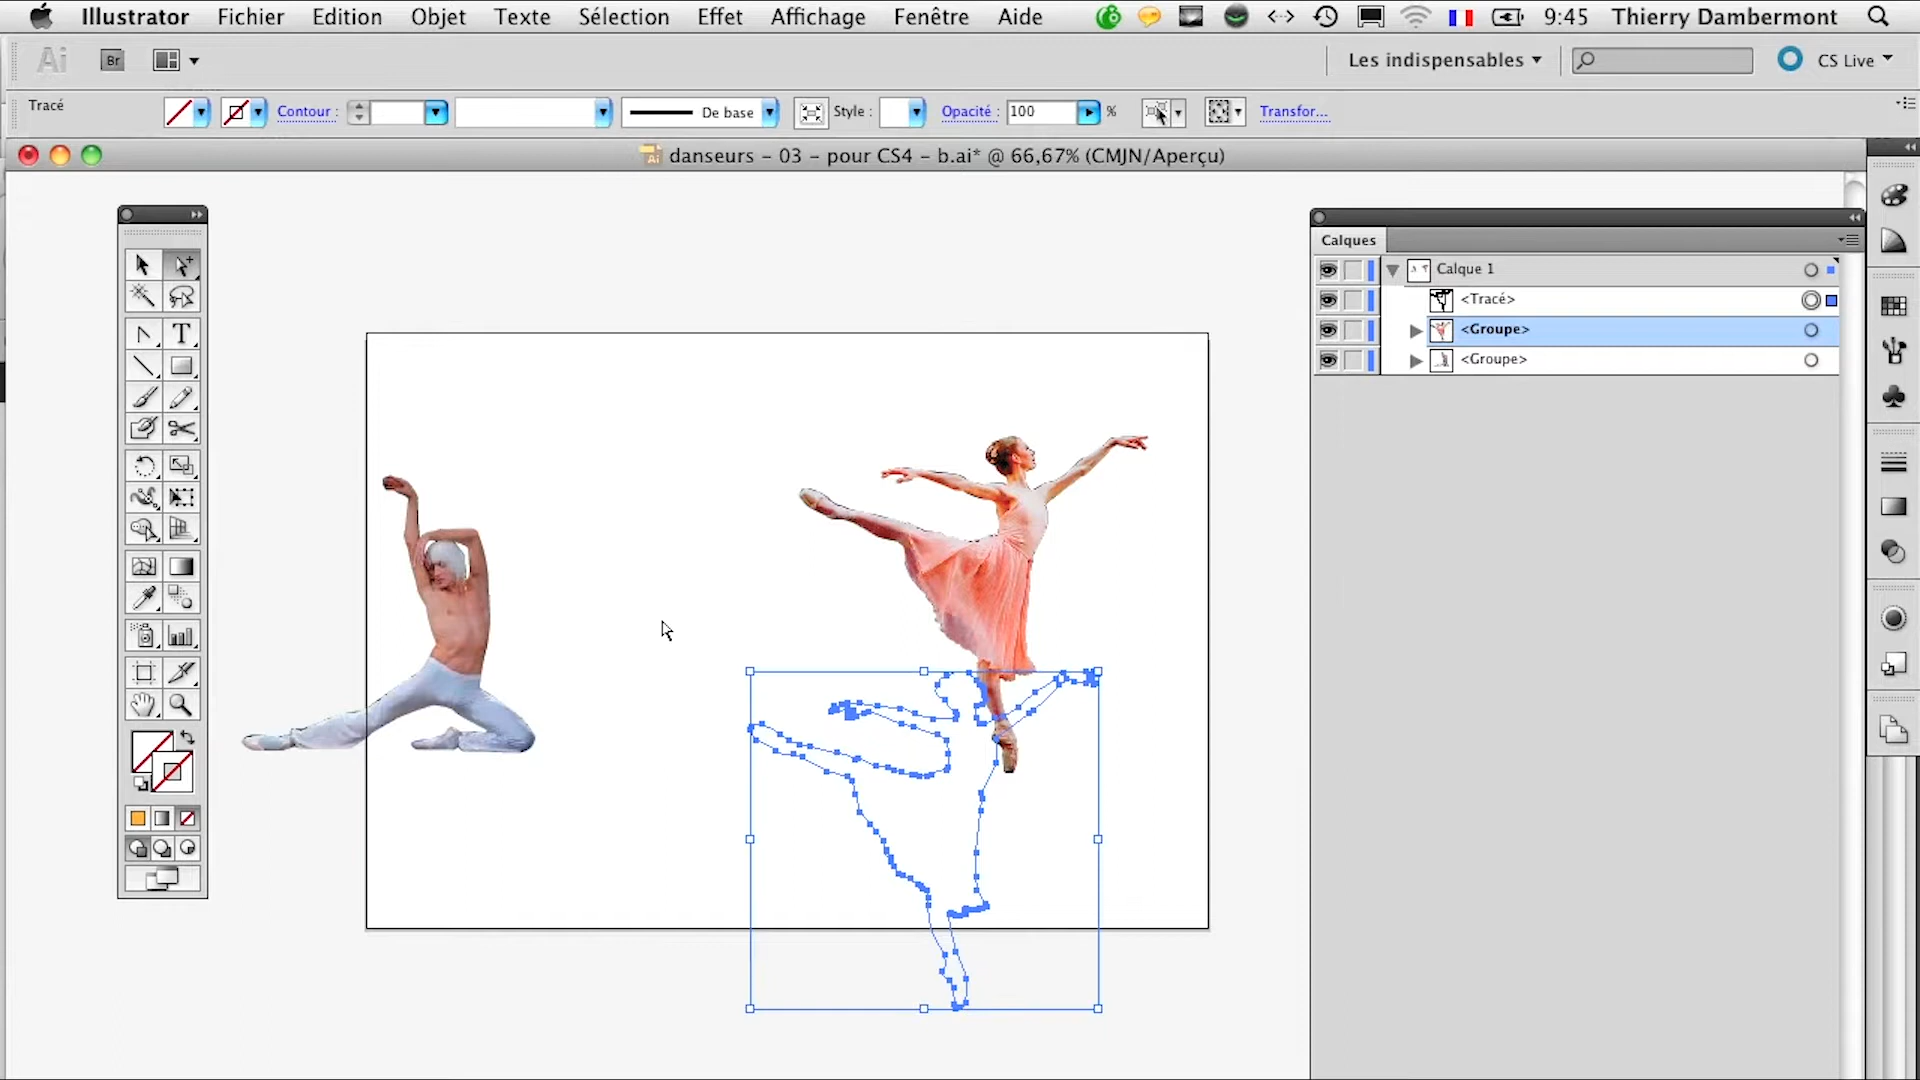 Illustrator Fichier Edition Objet Texte Sélection Effet Affichage Fenêtre Aide 9:45 Thierry Dambermont
Ai Br Les indispensables CS Live
Tracé Contour : De base Style : Opacité : 100 % Transfor...
danseurs – 03 – pour CS4 – b.ai* @ 66,67% (CMJN/Aperçu)
Calques
Calque 1
<Tracé>
<Groupe>
<Groupe>